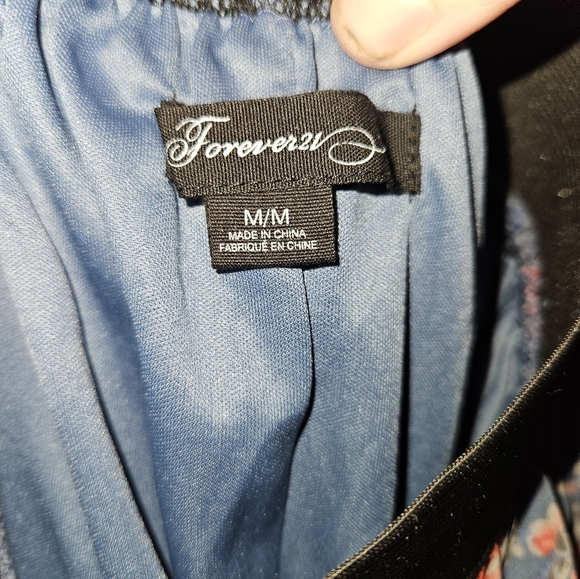 Forever21
M/M
MADE IN CHINA
FABRIQUÉ EN CHINE